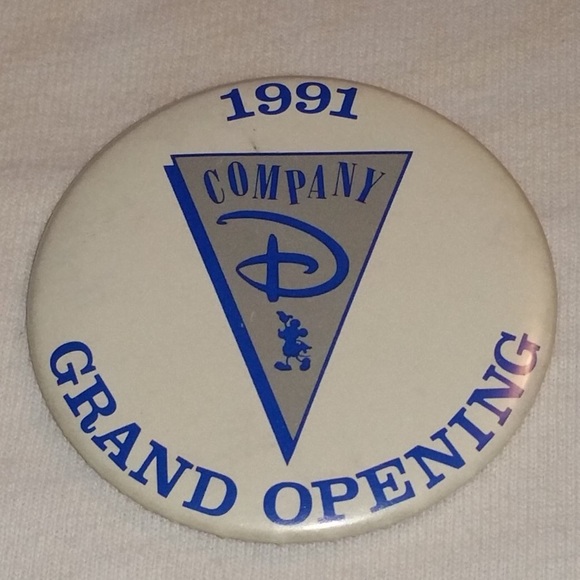 1991
COMPANY
D
GRAND OPENING